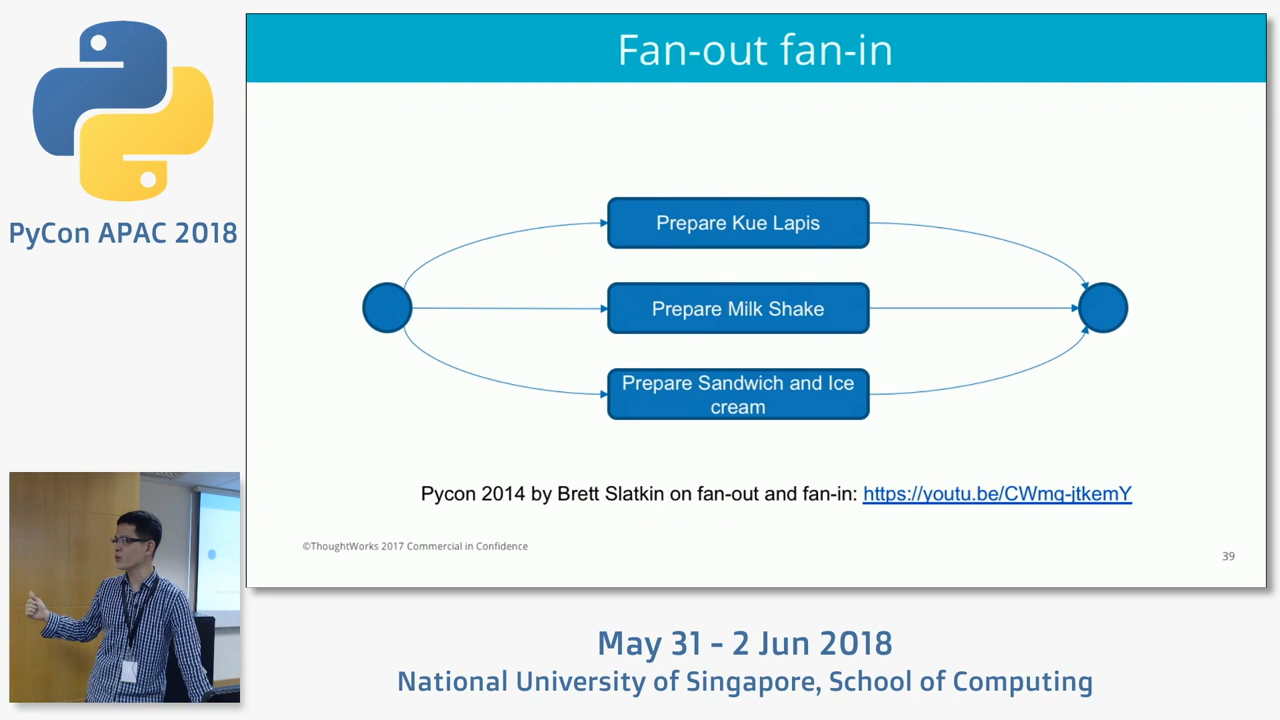 PyCon APAC 2018
Fan-out fan-in
Prepare Kue Lapis
Prepare Milk Shake
Prepare Sandwich and Ice
cream
Pycon 2014 by Brett Slatkin on fan-out and fan-in: https://youtu.be/CWmq-jtkemY
©ThoughtWorks 2017 Commercial in Confidence
39
May 31 - 2 Jun 2018
National University of Singapore, School of Computing